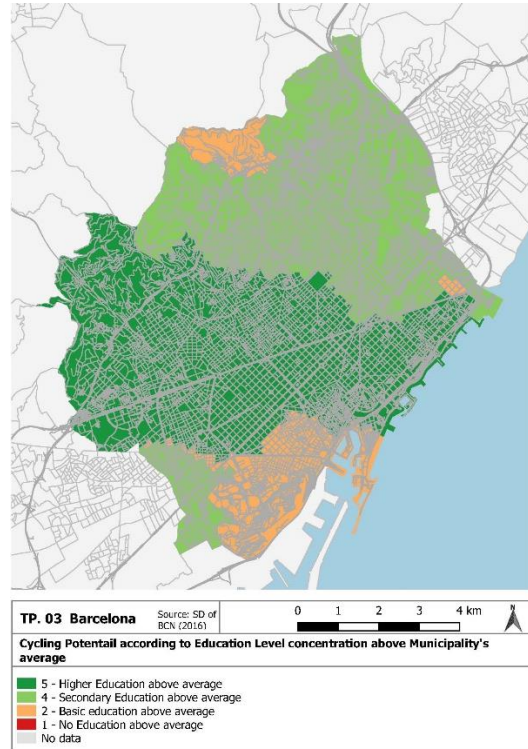 TP. 03 Barcelona
Source: SD of
BCN (2016)
0 1 2 3 4 km
N
Cycling Potentail according to Education Level concentration above Municipality's
average
5 - Higher Education above average
4 - Secondary Education above average
2 - Basic education above average
1 - No Education above average
No data